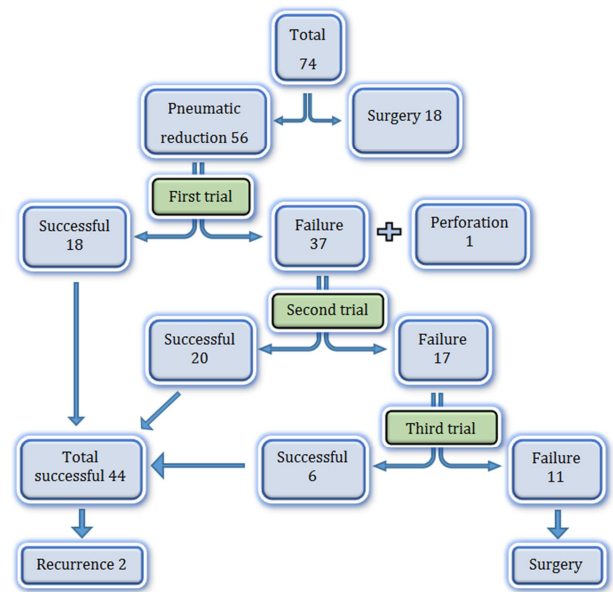 Total
74
Pneumatic
reduction 56
Surgery 18
First trial
Successful
18
Failure
37
Perforation
1
Second trial
Successful
20
Failure
17
Third trial
Total
successful 44
Successful
6
Failure
11
Recurrence 2
Surgery